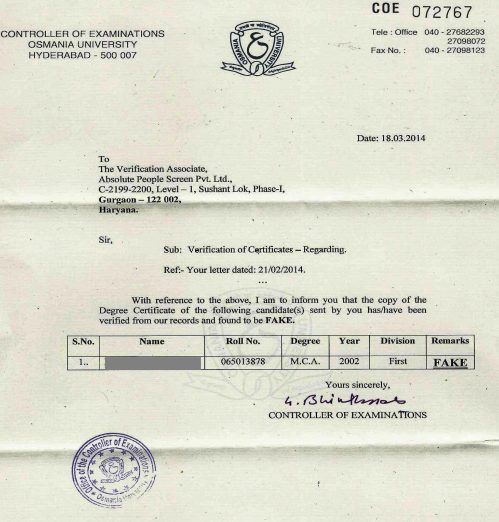 COE 072767
CONTROLLER OF EXAMINATIONS
OSMANIA UNIVERSITY
HYDERABAD - 500 007
Tele : Office 040 - 27682293
27098072
Fax No. : 040 - 27098123
OSMANIA UNIVERSITY
Date: 18.03.2014
To
The Verification Associate,
Absolute People Screen Pvt. Ltd.,
C-2199-2200, Level – 1, Sushant Lok, Phase-I,
Gurgaon – 122 002,
Haryana.
Sir,
Sub: Verification of Certificates – Regarding.
Ref:- Your letter dated: 21/02/2014.
...
With reference to the above, I am to inform you that the copy of the
Degree Certificate of the following candidate(s) sent by you has/have been
verified from our records and found to be FAKE.
S.No. Name Roll No. Degree Year Division Remarks
1.. 065013878 M.C.A. 2002 First FAKE
Yours sincerely,
CONTROLLER OF EXAMINATIONS
Office of the Controller of Examinations
Osmania